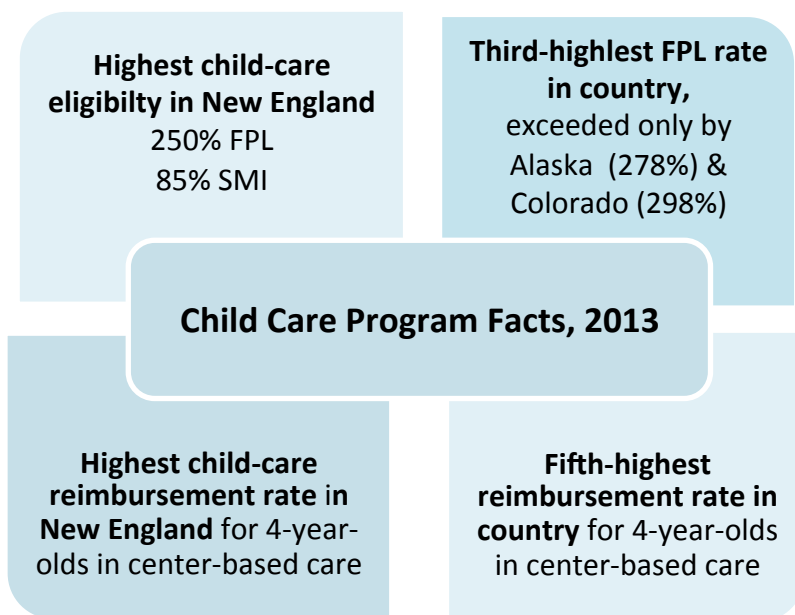 Highest child-care
eligibilty in New England
250% FPL
85% SMI
Third-highlest FPL rate
in country,
exceeded only by
Alaska (278%) &
Colorado (298%)
Child Care Program Facts, 2013
Highest child-care
reimbursement rate in
New England for 4-year-
olds in center-based care
Fifth-highest
reimbursement rate in
country for 4-year-olds
in center-based care